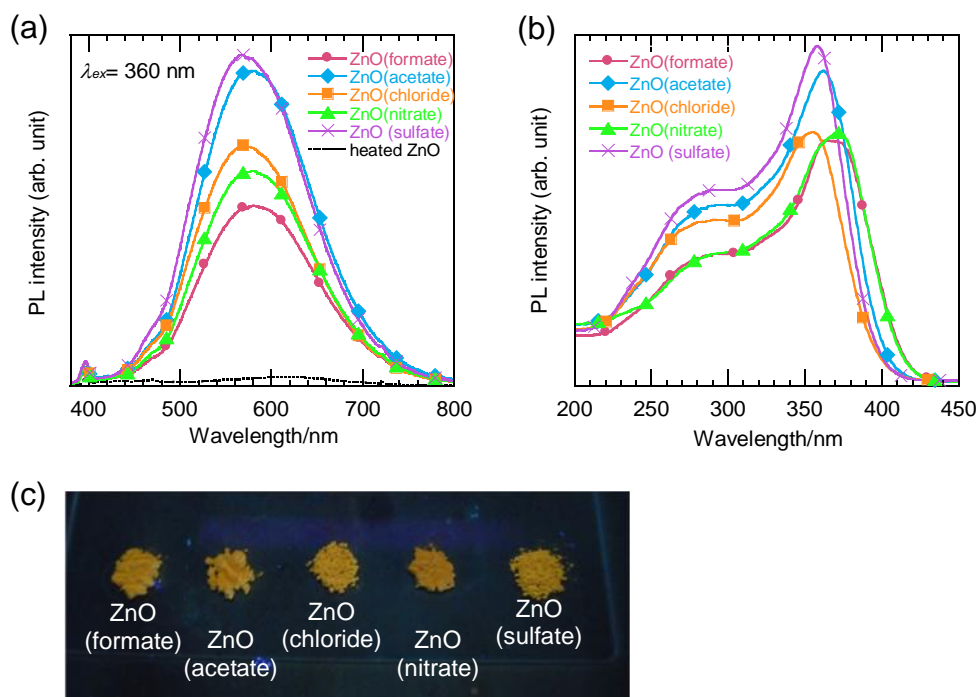 (a)
λex= 360 nm
ZnO(formate)
ZnO(acetate)
ZnO(chloride)
ZnO(nitrate)
ZnO (sulfate)
heated ZnO
PL intensity (arb. unit)
400 500 600 700 800
Wavelength/nm
(b)
ZnO(formate)
ZnO(acetate)
ZnO(chloride)
ZnO(nitrate)
ZnO (sulfate)
PL intensity (arb. unit)
200 250 300 350 400 450
Wavelength/nm
(c)
ZnO
(formate)
ZnO
(acetate)
ZnO
(chloride)
ZnO
(nitrate)
ZnO
(sulfate)